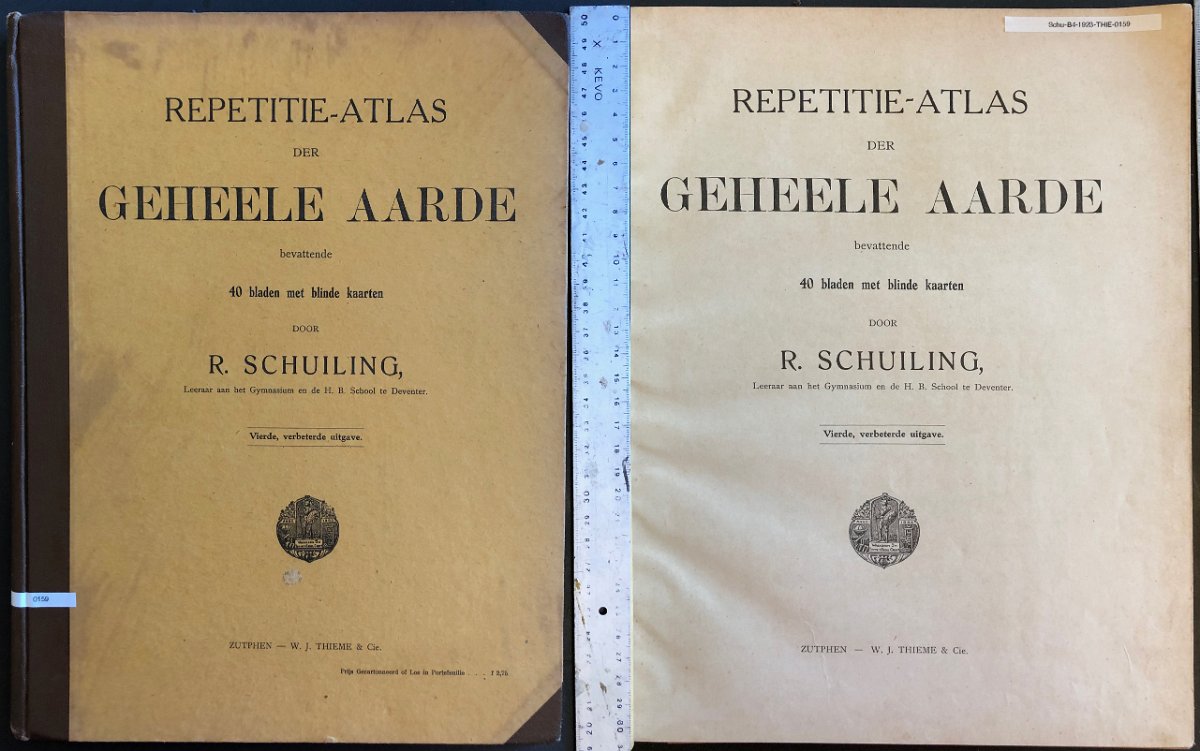 REPETITIE-ATLAS
DER
GEHEELE AARDE
bevattende
40 bladen met blinde kaarten
DOOR
R. SCHUILING,
Leeraar aan het Gymnasium en de H. B. School te Deventer.
Vierde, verbeterde uitgave.
0159
ZUTPHEN — W. J. THIEME & Cie.
Prijs Gecartonneerd of Los in Portefeuille . . . f 2,75
KEVO
Schu-B4-1923-THIE-0159
REPETITIE-ATLAS
DER
GEHEELE AARDE
bevattende
40 bladen met blinde kaarten
DOOR
R. SCHUILING,
Leeraar aan het Gymnasium en de H. B. School te Deventer.
Vierde, verbeterde uitgave.
ZUTPHEN — W. J. THIEME & Cie.